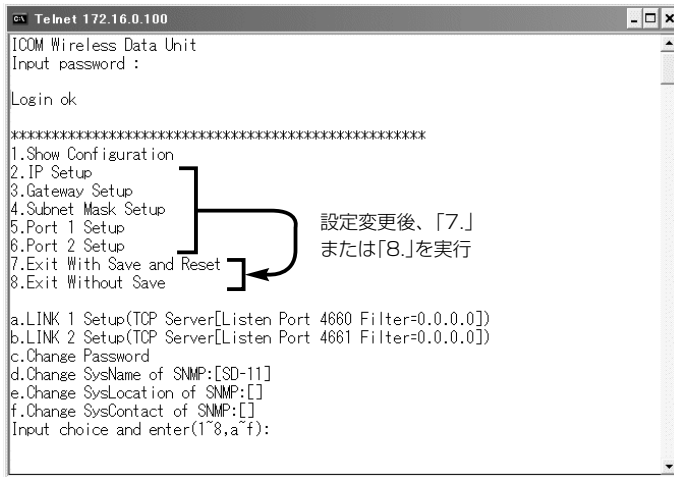 Telnet 172.16.0.100
ICOM Wireless Data Unit
Input password :
Login ok
***************************************************
1.Show Configuration
2.IP Setup
3.Gateway Setup
4.Subnet Mask Setup
5.Port 1 Setup
6.Port 2 Setup
7.Exit With Save and Reset
8.Exit Without Save
設定変更後、「7.」
または「8.」を実行
a.LINK 1 Setup(TCP Server[Listen Port 4660 Filter=0.0.0.0])
b.LINK 2 Setup(TCP Server[Listen Port 4661 Filter=0.0.0.0])
c.Change Password
d.Change SysName of SNMP:[SD-11]
e.Change SysLocation of SNMP:[]
f.Change SysContact of SNMP:[]
Input choice and enter(1~8,a~f):